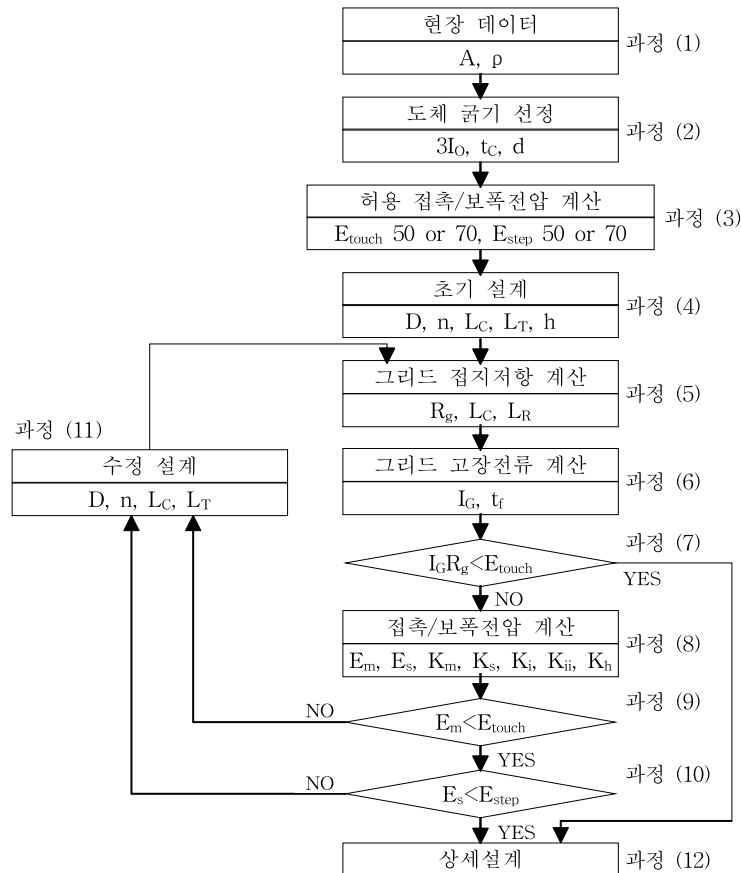 현장 데이터
과정 (1)
A, ρ
도체 굵기 선정
과정 (2)
3I_O, t_C, d
허용 접촉/보폭전압 계산
과정 (3)
E_touch 50 or 70, E_step 50 or 70
초기 설계
과정 (4)
D, n, L_C, L_T, h
그리드 접지저항 계산
과정 (5)
R_g, L_C, L_R
과정 (11)
수정 설계
D, n, L_C, L_T
그리드 고장전류 계산
과정 (6)
I_G, t_f
과정 (7)
I_GR_g<E_touch
YES
NO
접촉/보폭전압 계산
과정 (8)
E_m, E_s, K_m, K_s, K_i, K_ii, K_h
과정 (9)
NO
E_m<E_touch
YES
과정 (10)
NO
E_s<E_step
YES
상세설계
과정 (12)